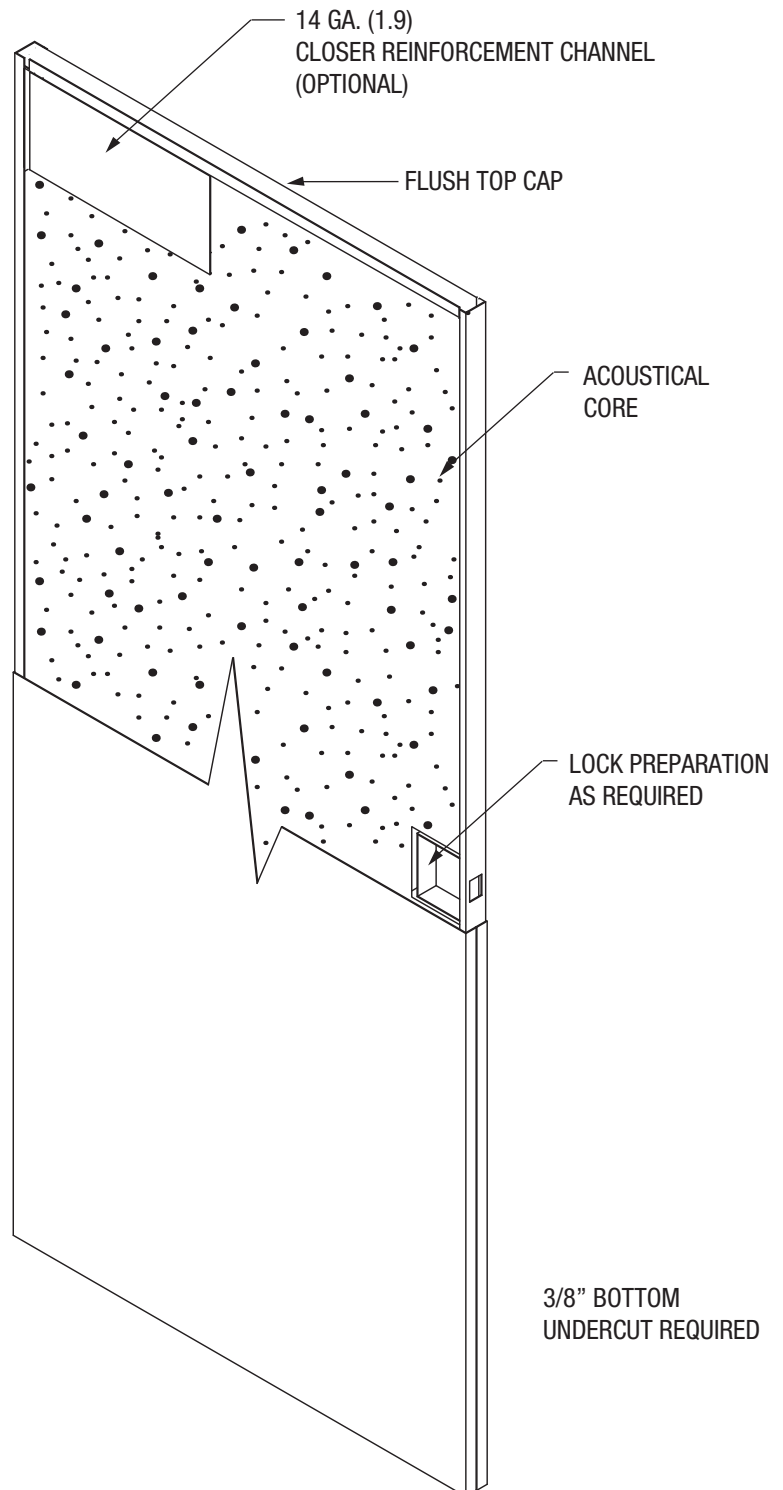 14 GA. (1.9)
CLOSER REINFORCEMENT CHANNEL
(OPTIONAL)
FLUSH TOP CAP
ACOUSTICAL
CORE
LOCK PREPARATION
AS REQUIRED
3/8” BOTTOM
UNDERCUT REQUIRED